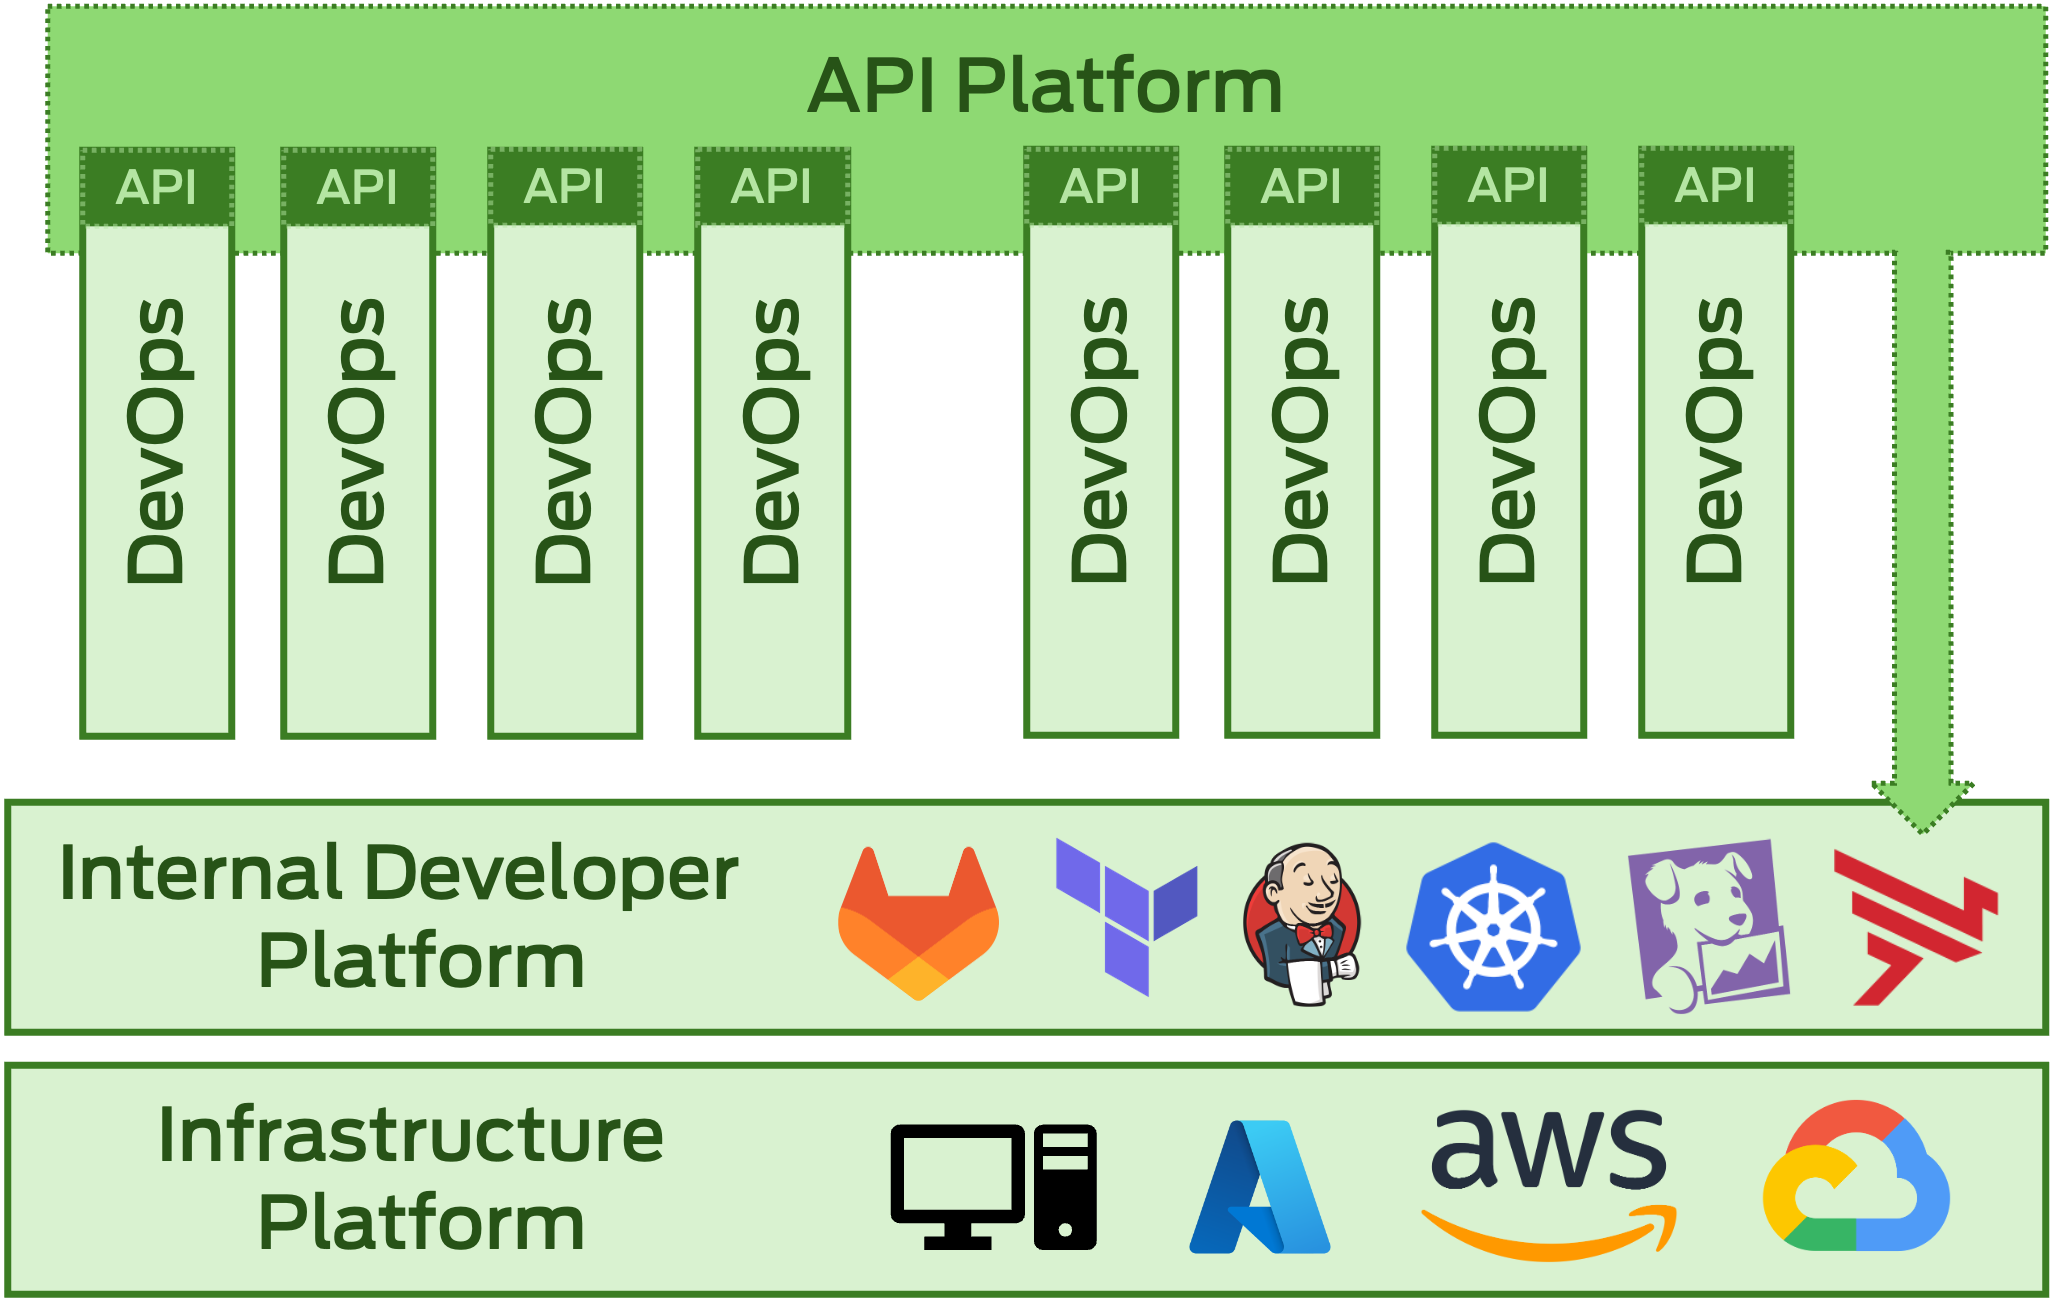 API Platform
API API API API API API API API
DevOps DevOps DevOps DevOps DevOps DevOps DevOps DevOps
Internal Developer
Platform
Infrastructure
Platform
aws